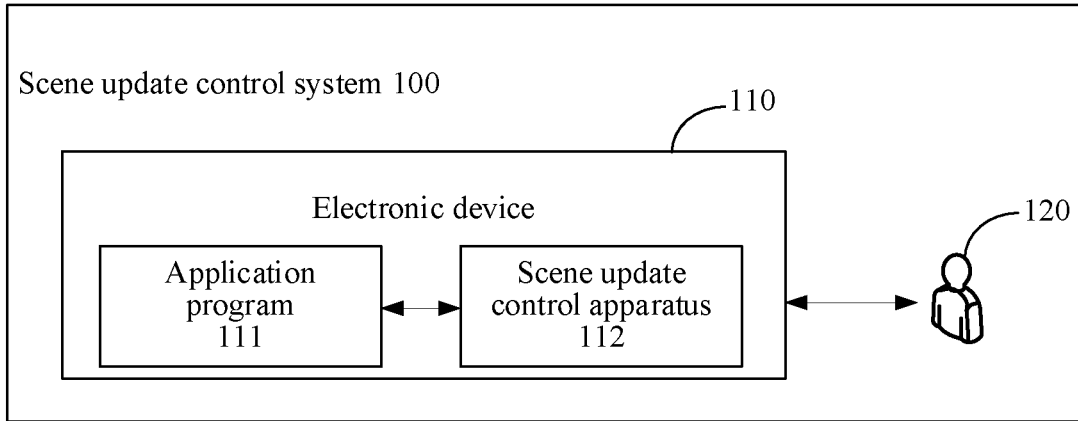 Scene update control system 100
110
Electronic device
120
Application
program
111
Scene update
control apparatus
112